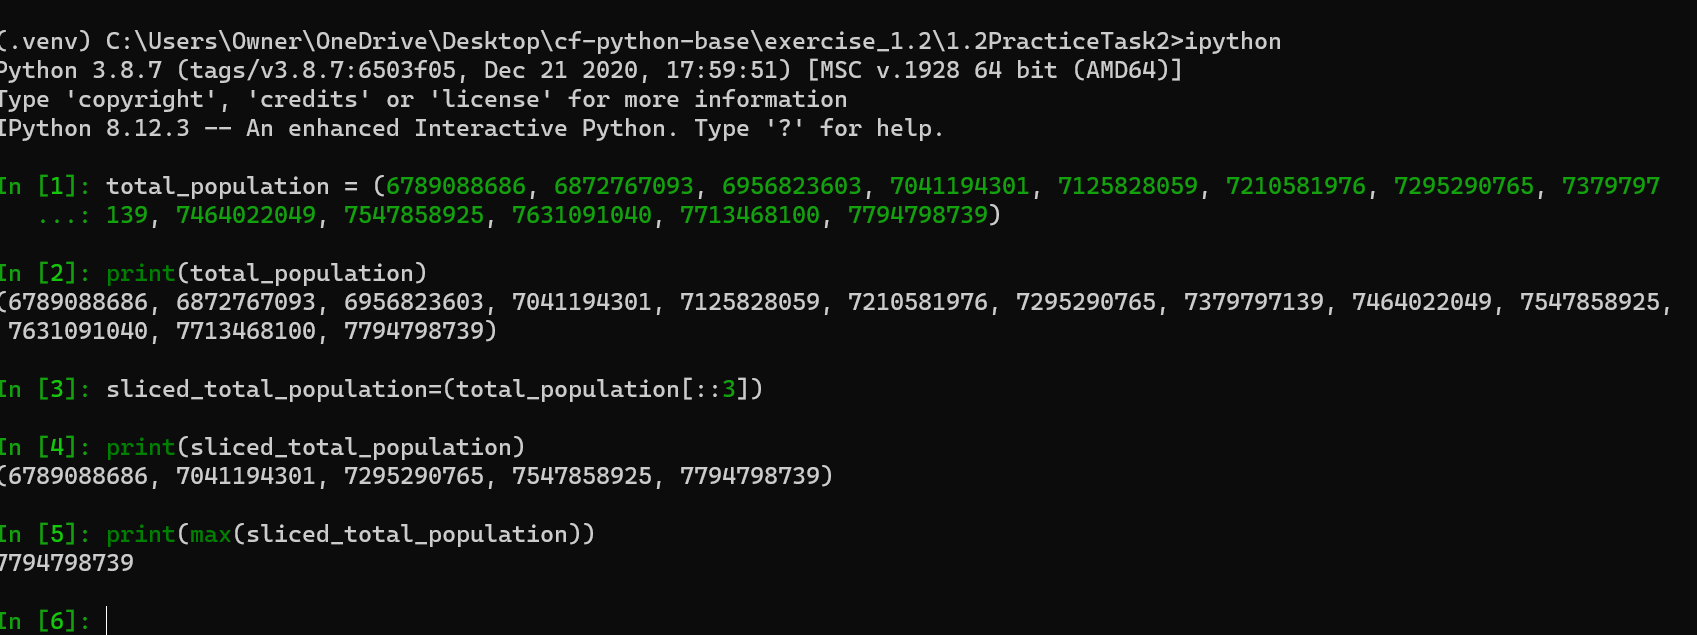 (.venv) C:\Users\Owner\OneDrive\Desktop\cf-python-base\exercise_1.2\1.2PracticeTask2>ipython
Python 3.8.7 (tags/v3.8.7:6503f05, Dec 21 2020, 17:59:51) [MSC v.1928 64 bit (AMD64)]
Type 'copyright', 'credits' or 'license' for more information
IPython 8.12.3 -- An enhanced Interactive Python. Type '?' for help.
In [1]: total_population = (6789088686, 6872767093, 6956823603, 7041194301, 7125828059, 7210581976, 7295290765, 7379797
...: 139, 7464022049, 7547858925, 7631091040, 7713468100, 7794798739)
In [2]: print(total_population)
(6789088686, 6872767093, 6956823603, 7041194301, 7125828059, 7210581976, 7295290765, 7379797139, 7464022049, 7547858925,
7631091040, 7713468100, 7794798739)
In [3]: sliced_total_population=(total_population[::3])
In [4]: print(sliced_total_population)
(6789088686, 7041194301, 7295290765, 7547858925, 7794798739)
In [5]: print(max(sliced_total_population))
7794798739
In [6]: